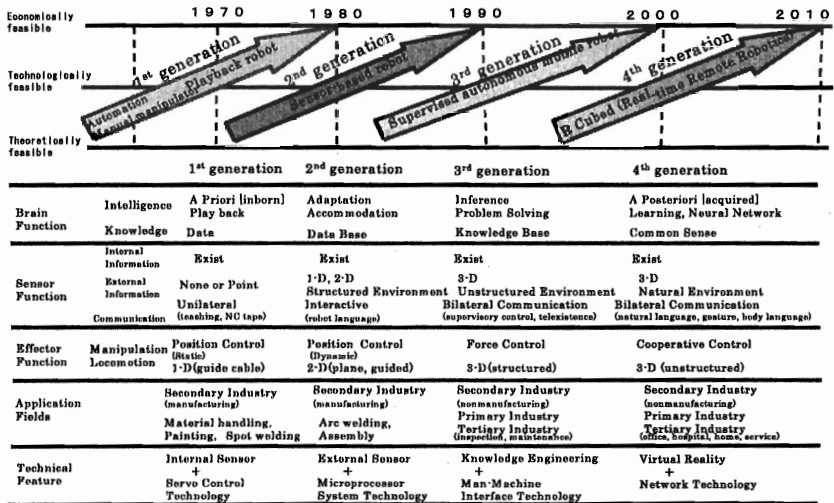 Economically feasible
1970 1980 1990 2000 2010
Technologically feasible
Theoretically feasible
1st generation
Playback robot
Automation
Manual manipulator
2nd generation
Sensor-based robot
3rd generation
Supervised autonomous mobile robot
4th generation
R Cubed (Real-time Remote Robotics)
1st generation 2nd generation 3rd generation 4th generation
Brain Function
Intelligence
A Priori [inborn] Adaptation Inference A Posteriori [acquired]
Play back Accommodation Problem Solving Learning, Neural Network
Knowledge Data Data Base Knowledge Base Common Sense
Sensor Function
Internal Information
Exist Exist Exist Exist
External Information
None or Point
1-D, 2-D 3-D 3-D
Structured Environment Unstructured Environment Natural Environment
Communication
Unilateral Interactive Bilateral Communication Bilateral Communication
(teaching, NC tape) (robot language) (supervisory control, telexistence) (natural language, gesture, body language)
Effector Function
Manipulation Position Control Position Control Force Control Cooperative Control
(Static) (Dynamic)
Locomotion 1-D(guide cable) 2-D(plane, guided) 3-D(structured) 3-D (unstructured)
Application Fields
Secondary Industry Secondary Industry Secondary Industry Secondary Industry
(manufacturing) (manufacturing) (nonmanufacturing) (nonmanufacturing)
Material handling, Arc welding, Primary Industry Primary Industry
Painting, Spot welding Assembly Tertiary Industry Tertiary Industry
(inspection, maintenance) (office, hospital, home, service)
Technical Feature
Internal Sensor External Sensor Knowledge Engineering Virtual Reality
+ + + +
Servo Control Microprocessor Man-Machine Network Technology
Technology System Technology Interface Technology